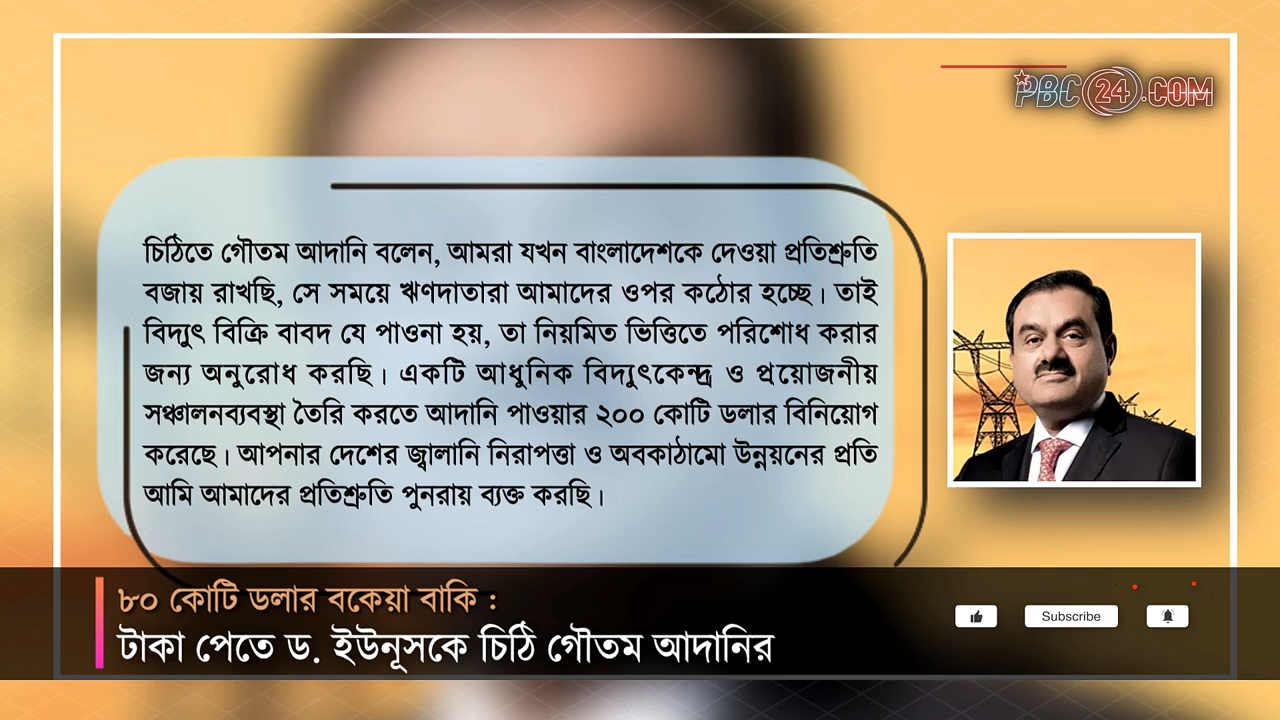 PBC24.COM
চিঠিতে গৌতম আদানি বলেন, আমরা যখন বাংলাদেশকে দেওয়া প্রতিশ্রুতি
বজায় রাখছি, সে সময়ে ঋণদাতারা আমাদের ওপর কঠোর হচ্ছে। তাই
বিদ্যুৎ বিক্রি বাবদ যে পাওনা হয়, তা নিয়মিত ভিত্তিতে পরিশোধ করার
জন্য অনুরোধ করছি। একটি আধুনিক বিদ্যুৎকেন্দ্র ও প্রয়োজনীয়
সঞ্চালনব্যবস্থা তৈরি করতে আদানি পাওয়ার ২০০ কোটি ডলার বিনিয়োগ
করেছে। আপনার দেশের জ্বালানি নিরাপত্তা ও অবকাঠামো উন্নয়নের প্রতি
আমি আমাদের প্রতিশ্রুতি পুনরায় ব্যক্ত করছি।
৮০ কোটি ডলার বকেয়া বাকি :
টাকা পেতে ড. ইউনূসকে চিঠি গৌতম আদানির
Subscribe